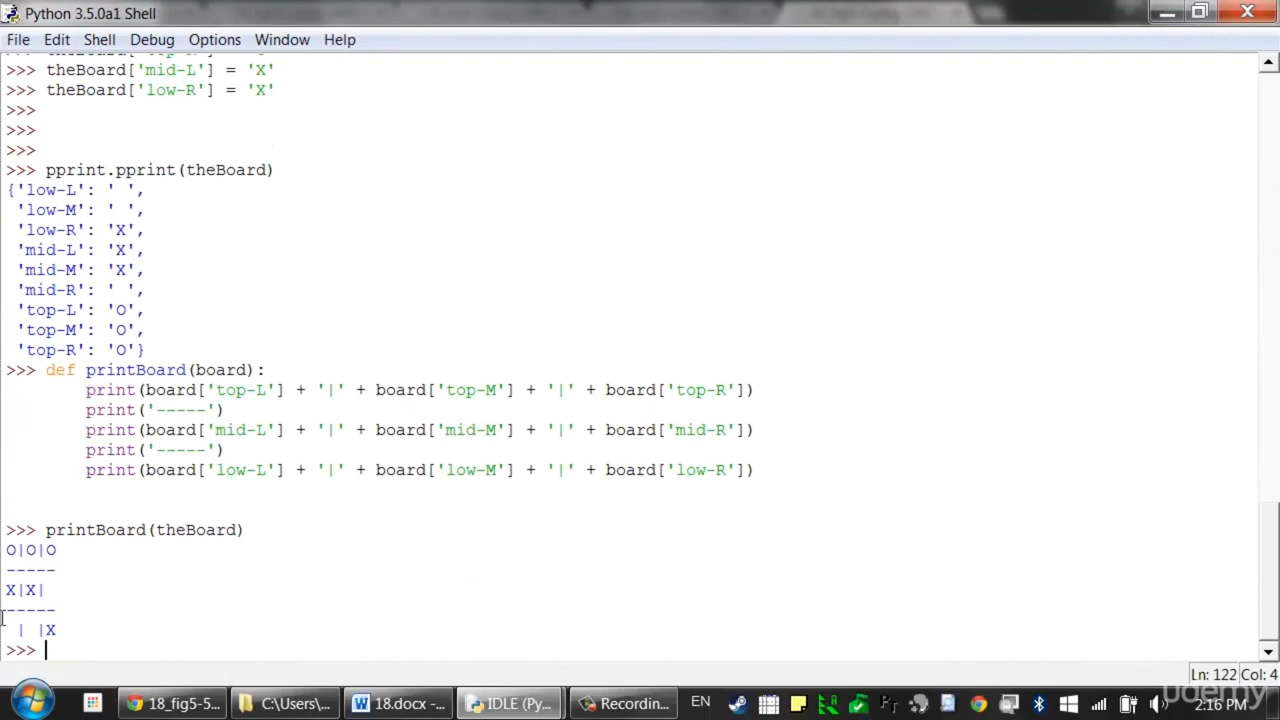 Python 3.5.0a1 Shell
File Edit Shell Debug Options Window Help
>>> theBoard['mid-L'] = 'X'
>>> theBoard['low-R'] = 'X'
>>>
>>>
>>>
>>> pprint.pprint(theBoard)
{'low-L': ' ',
 'low-M': ' ',
 'low-R': 'X',
 'mid-L': 'X',
 'mid-M': 'X',
 'mid-R': ' ',
 'top-L': 'O',
 'top-M': 'O',
 'top-R': 'O'}
>>> def printBoard(board):
        print(board['top-L'] + '|' + board['top-M'] + '|' + board['top-R'])
        print('-----')
        print(board['mid-L'] + '|' + board['mid-M'] + '|' + board['mid-R'])
        print('-----')
        print(board['low-L'] + '|' + board['low-M'] + '|' + board['low-R'])
>>> printBoard(theBoard)
O|O|O
-----
X|X|
-----
 | |X
>>>
Ln: 122 Col: 4
18_fig5-5... C:\Users\... 18.docx -... IDLE (Py... Recordin... EN 2:16 PM
udemy